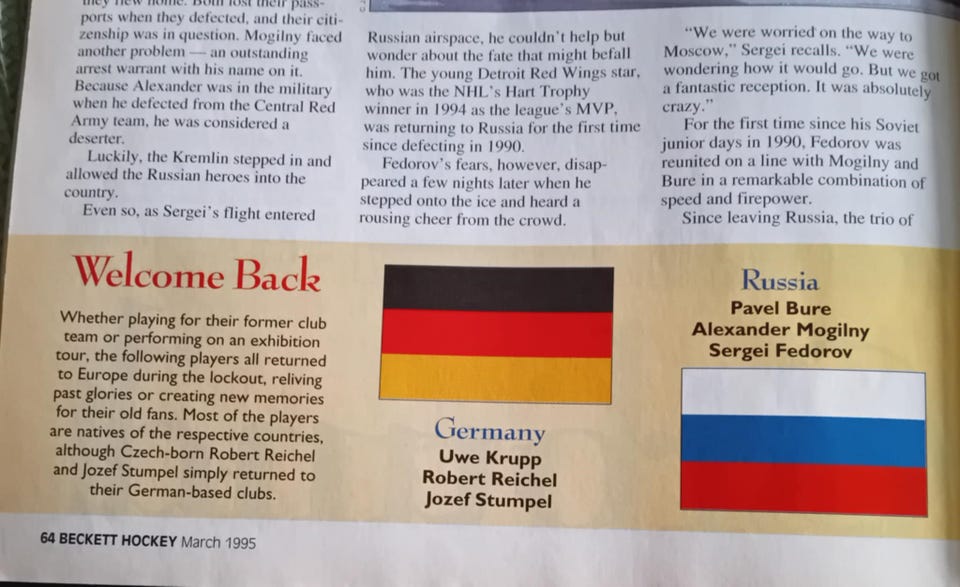 they new home. Both lost their pass-
ports when they defected, and their citi-
zenship was in question. Mogilny faced
another problem — an outstanding
arrest warrant with his name on it.
Because Alexander was in the military
when he defected from the Central Red
Army team, he was considered a
deserter.
Luckily, the Kremlin stepped in and
allowed the Russian heroes into the
country.
Even so, as Sergei's flight entered
Russian airspace, he couldn't help but
wonder about the fate that might befall
him. The young Detroit Red Wings star,
who was the NHL's Hart Trophy
winner in 1994 as the league's MVP,
was returning to Russia for the first time
since defecting in 1990.
Fedorov's fears, however, disap-
peared a few nights later when he
stepped onto the ice and heard a
rousing cheer from the crowd.
"We were worried on the way to
Moscow," Sergei recalls. "We were
wondering how it would go. But we got
a fantastic reception. It was absolutely
crazy."
For the first time since his Soviet
junior days in 1990, Fedorov was
reunited on a line with Mogilny and
Bure in a remarkable combination of
speed and firepower.
Since leaving Russia, the trio of
Welcome Back
Whether playing for their former club
team or performing on an exhibition
tour, the following players all returned
to Europe during the lockout, reliving
past glories or creating new memories
for their old fans. Most of the players
are natives of the respective countries,
although Czech-born Robert Reichel
and Jozef Stumpel simply returned to
their German-based clubs.
Germany
Uwe Krupp
Robert Reichel
Jozef Stumpel
Russia
Pavel Bure
Alexander Mogilny
Sergei Fedorov
64 BECKETT HOCKEY March 1995